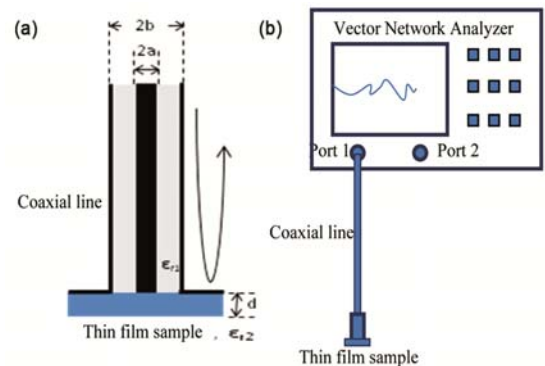 (a)
2b
2a
Coaxial line
εr2
d
Thin film sample , εr2
(b)
Vector Network Analyzer
Port 1
Port 2
Coaxial line
Thin film sample